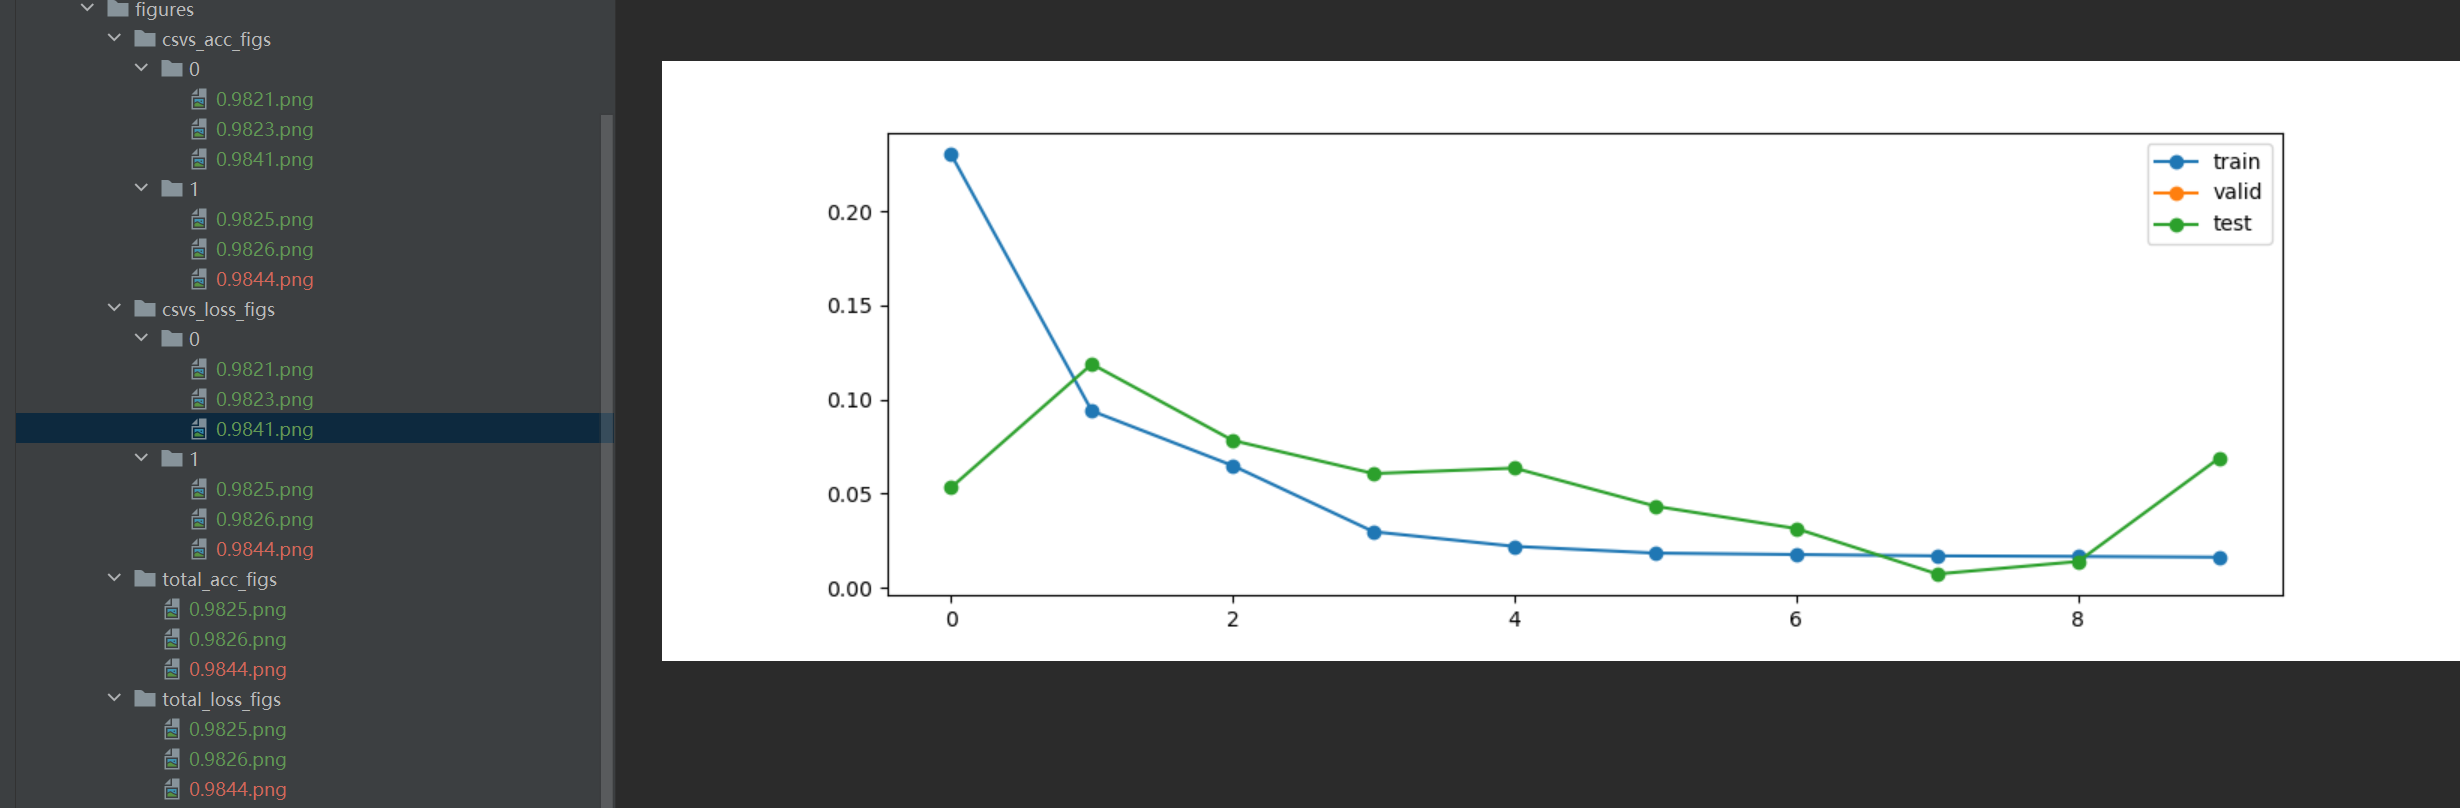 figures
csvs_acc_figs
0
0.9821.png
0.9823.png
0.9841.png
1
0.9825.png
0.9826.png
0.9844.png
csvs_loss_figs
0
0.9821.png
0.9823.png
0.9841.png
1
0.9825.png
0.9826.png
0.9844.png
total_acc_figs
0.9825.png
0.9826.png
0.9844.png
total_loss_figs
0.9825.png
0.9826.png
0.9844.png
train
valid
test
0.20
0.15
0.10
0.05
0.00
0 2 4 6 8